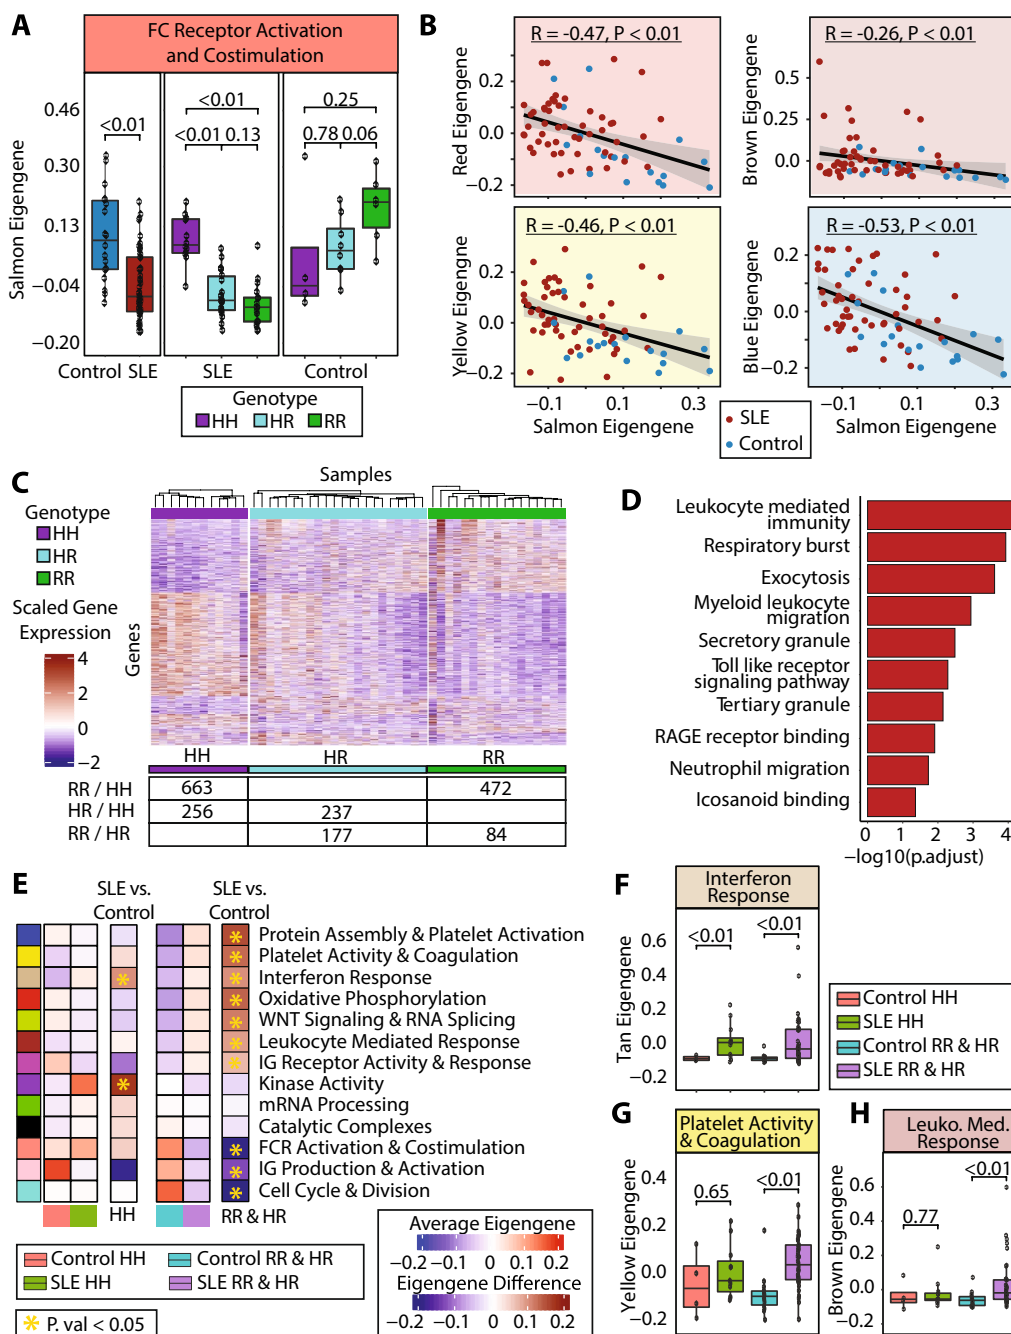 A
FC Receptor Activation
and Costimulation
Salmon Eigengene
0.46
0.30
0.13
−0.04
−0.20
<0.01
<0.01
<0.01 0.13
0.25
0.78 0.06
Control SLE
SLE
Control
Genotype
HH HR RR
B
R = -0.47, P < 0.01
Red Eigengene
0.2
0.0
−0.2
R = -0.26, P < 0.01
Brown Eigengene
0.5
0.0
R = -0.46, P < 0.01
Yellow Eigengne
0.2
0.0
−0.2
R = -0.53, P < 0.01
Blue Eigengene
0.2
0.0
−0.2
−0.1 0.1 0.3
Salmon Eigengene
−0.1 0.1 0.3
Salmon Eigengene
SLE
Control
C
Samples
Genotype
HH
HR
RR
Scaled Gene
Expression
4
2
0
−2
Genes
HH HR RR
RR / HH 663 472
HR / HH 256 237
RR / HR 177 84
D
Leukocyte mediated
immunity
Respiratory burst
Exocytosis
Myeloid leukocyte
migration
Secretory granule
Toll like receptor
signaling pathway
Tertiary granule
RAGE receptor binding
Neutrophil migration
Icosanoid binding
0 1 2 3 4
−log10(p.adjust)
E
SLE vs.
Control
SLE vs.
Control
Protein Assembly & Platelet Activation
Platelet Activity & Coagulation
Interferon Response
Oxidative Phosphorylation
WNT Signaling & RNA Splicing
Leukocyte Mediated Response
IG Receptor Activity & Response
Kinase Activity
mRNA Processing
Catalytic Complexes
FCR Activation & Costimulation
IG Production & Activation
Cell Cycle & Division
HH
RR & HR
Control HH
SLE HH
Control RR & HR
SLE RR & HR
* P. val < 0.05
Average Eigengene
−0.2 −0.1 0 0.1 0.2
Eigengene Difference
−0.2 −0.1 0 0.1 0.2
F
Interferon
Response
Tan Eigengene
0.6
0.4
0.2
−0.0
−0.2
<0.01
<0.01
Control HH
SLE HH
Control RR & HR
SLE RR & HR
G
Platelet Activity
& Coagulation
Yellow Eigengene
0.4
0.2
0.0
−0.2
0.65
<0.01
H
Leuko. Med.
Response
Brown Eigengene
0.6
0.4
0.2
−0.0
−0.2
0.77
<0.01